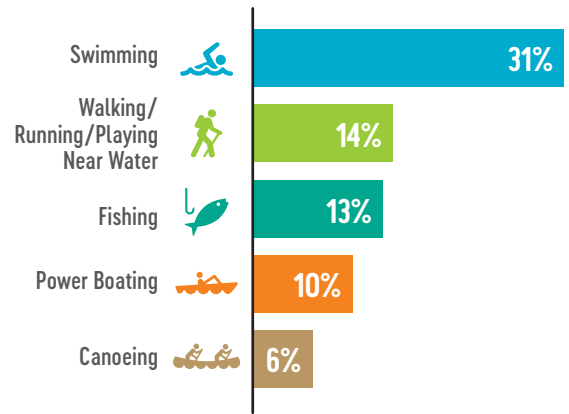 Swimming
31%
Walking/
Running/Playing
Near Water
14%
Fishing
13%
Power Boating
10%
Canoeing
6%